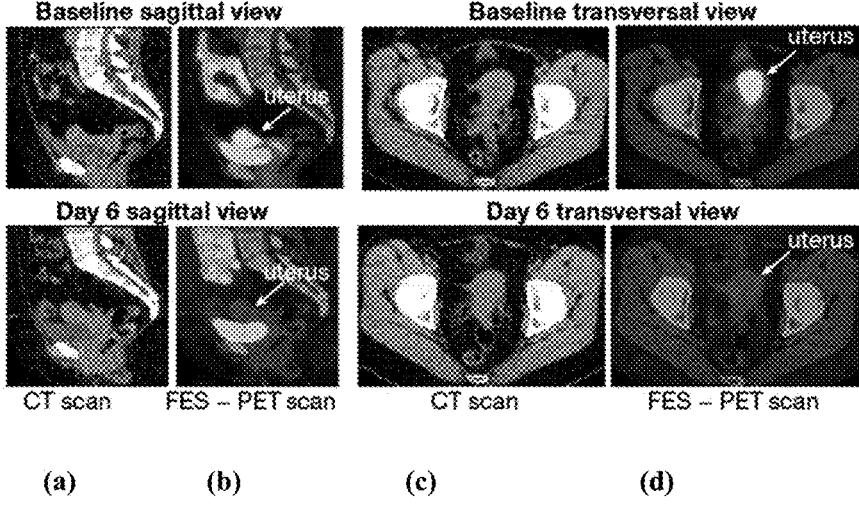 Baseline sagittal view
Baseline transversal view
uterus
uterus
Day 6 sagittal view
Day 6 transversal view
uterus
uterus
CT scan
FES – PET scan
CT scan
FES – PET scan
(a)
(b)
(c)
(d)